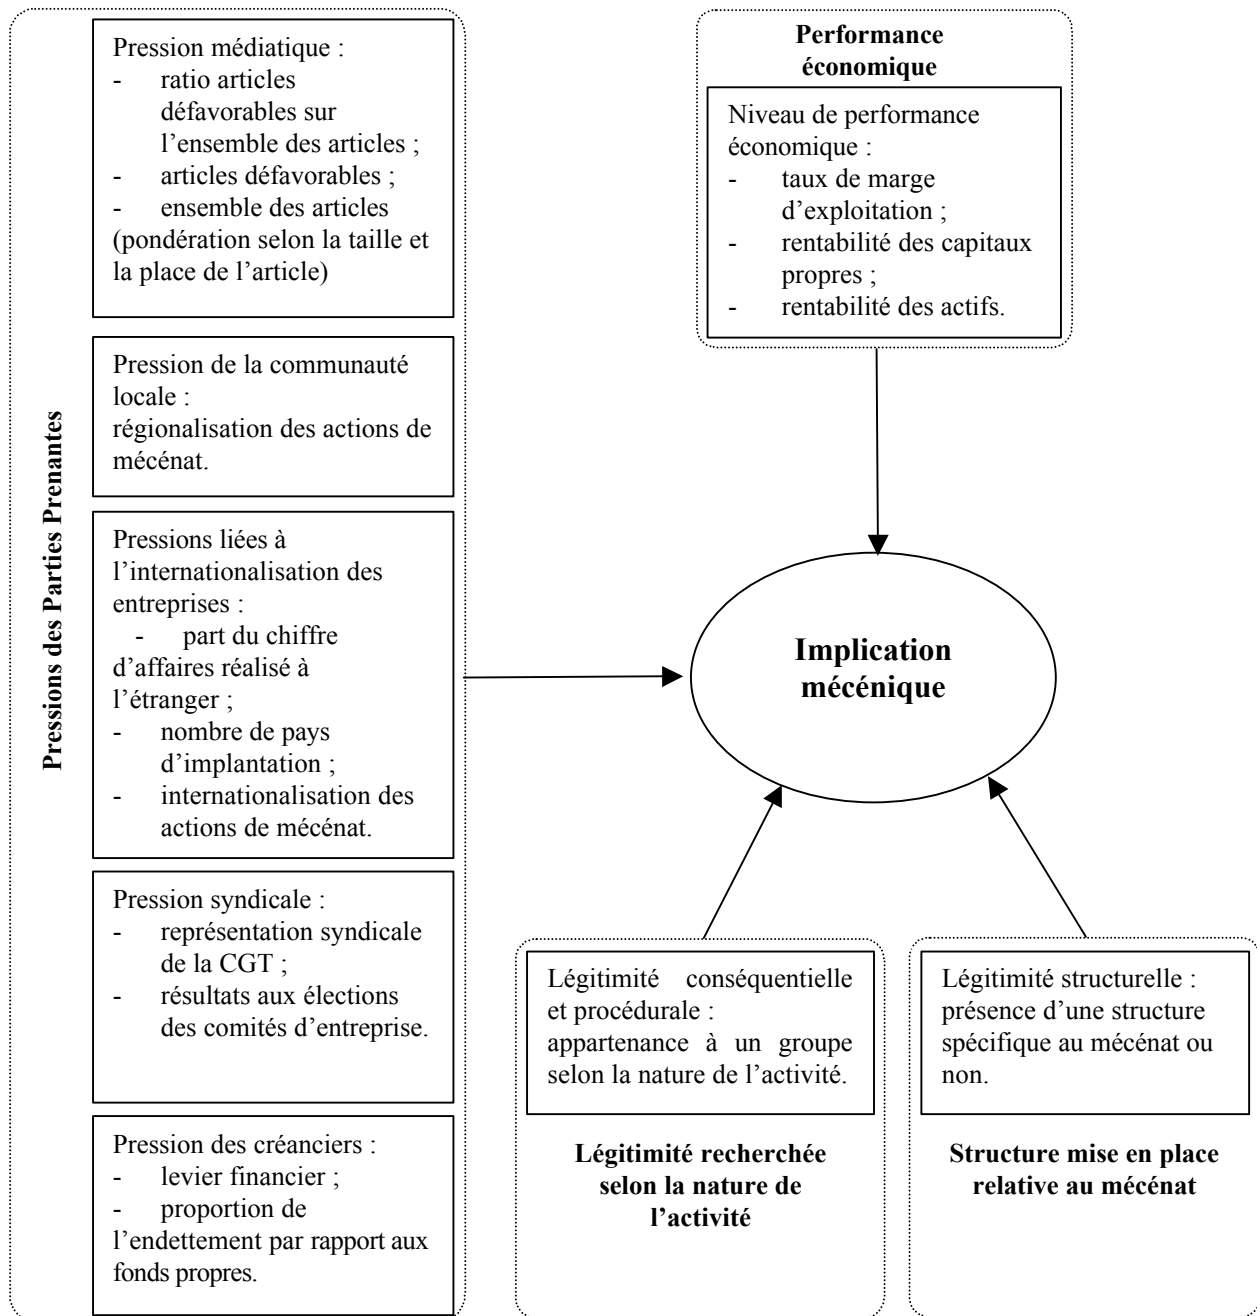 Pressions des Parties Prenantes
Pression médiatique :
- ratio articles
défavorables sur
l’ensemble des articles ;
- articles défavorables ;
- ensemble des articles
(pondération selon la taille et
la place de l’article)
Pression de la communauté
locale :
régionalisation des actions de
mécénat.
Pressions liées à
l’internationalisation des
entreprises :
- part du chiffre
d’affaires réalisé à
l’étranger ;
- nombre de pays
d’implantation ;
- internationalisation des
actions de mécénat.
Pression syndicale :
- représentation syndicale
de la CGT ;
- résultats aux élections
des comités d’entreprise.
Pression des créanciers :
- levier financier ;
- proportion de
l’endettement par rapport aux
fonds propres.
Performance
économique
Niveau de performance
économique :
- taux de marge
d’exploitation ;
- rentabilité des capitaux
propres ;
- rentabilité des actifs.
Implication
mécénique
Légitimité conséquentielle
et procédurale :
appartenance à un groupe
selon la nature de l’activité.
Légitimité recherchée
selon la nature de
l’activité
Légitimité structurelle :
présence d’une structure
spécifique au mécénat ou
non.
Structure mise en place
relative au mécénat